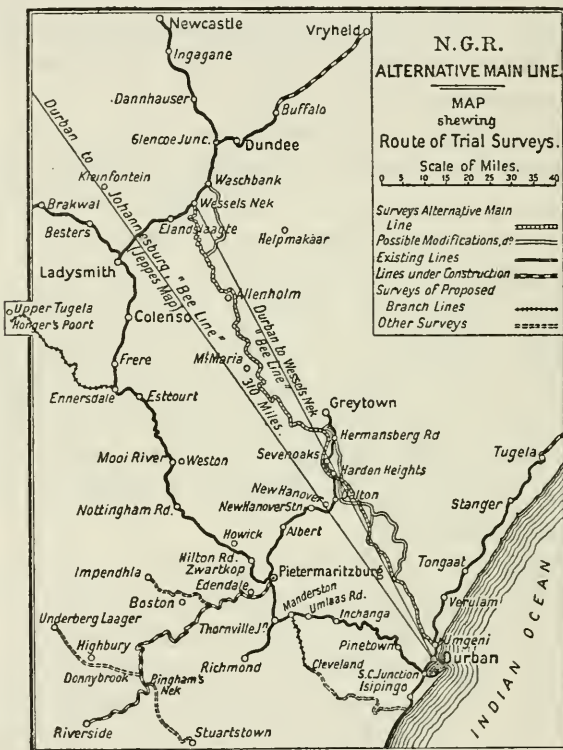 N.G.R.
ALTERNATIVE MAIN LINE.
MAP
shewing
Route of Trial Surveys.
Scale of Miles.
0 5 10 15 20 25 30 35 40
Surveys Alternative Main
Line
Possible Modifications, do
Existing Lines
Lines under Construction
Surveys of Proposed
Branch Lines
Other Surveys
Newcastle
Vryheid
Ingagane
Dannhauser
Buffalo
Glencoe Junc.
Dundee
Durban to
Johannesburg.
"Bee Line"
(Jeppes Map)
310 Miles.
Kleinfontein
Waschbank
Wessels Nek
Brakwal
Besters
Elandslaagte
Helpmakaar
Ladysmith
Allenholm
Upper Tugela
Honger's Poort
Colenso
Durban to Wessels Nek
"Bee Line"
Mt Maria
Frere
Ennersdale
Estcourt
Greytown
Hermansberg Rd
Mooi River
Weston
Sevenoaks
Harden Heights
Tugela
Nottingham Rd.
New Hanover
Dalton
New Hanover Stn.
Stanger
Howick
Albert
Hilton Rd.
Zwartkop
Tongaat
Impendhla
Edendale
Pietermaritzburg
Boston
Manderston
Umlaas Rd.
Verulam
Underberg Laager
Thornville Jn.
Inchanga
Umgeni
Highbury
Pinetown
Durban
Richmond
Cleveland
S.C. Junction
Donnybrook
Pingham's
Nek
Isipingo
Riverside
Stuartstown
INDIAN OCEAN